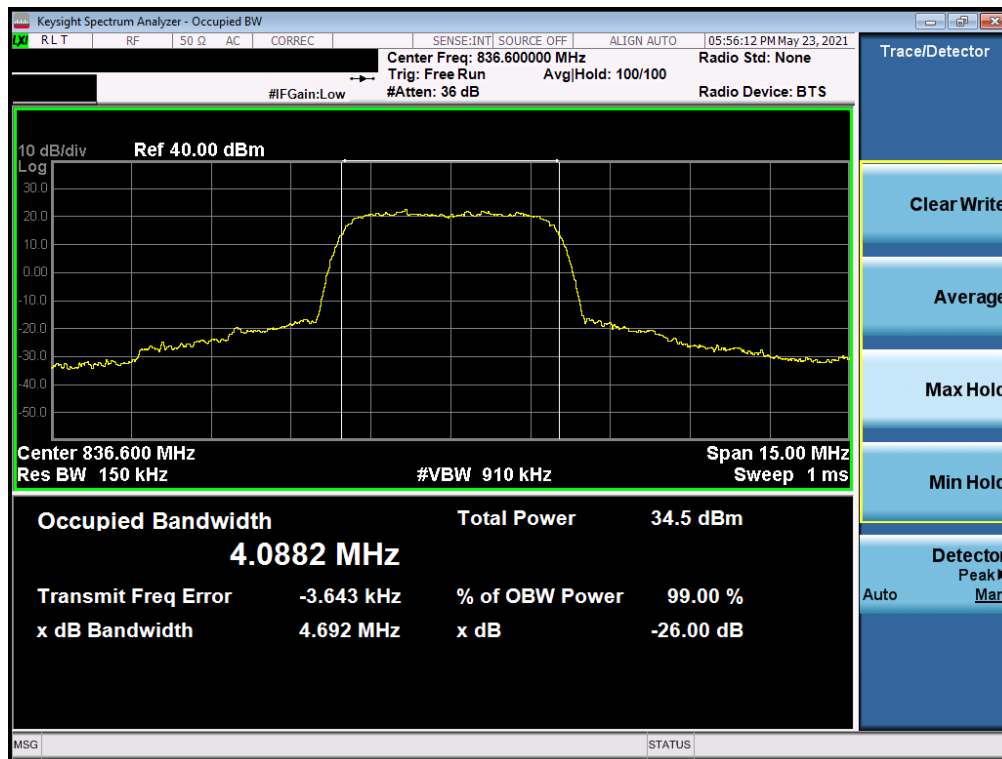 Keysight Spectrum Analyzer - Occupied BW
LXI RLT RF 50 Ω AC CORREC SENSE:INT SOURCE OFF ALIGN AUTO 05:56:12 PM May 23, 2021
Center Freq: 836.600000 MHz Radio Std: None
Trig: Free Run Avg|Hold: 100/100
#IFGain:Low #Atten: 36 dB Radio Device: BTS
10 dB/div Ref 40.00 dBm
Log
30.0
20.0
10.0
0.00
-10.0
-20.0
-30.0
-40.0
-50.0
Center 836.600 MHz Span 15.00 MHz
Res BW 150 kHz #VBW 910 kHz Sweep 1 ms
Occupied Bandwidth Total Power 34.5 dBm
4.0882 MHz
Transmit Freq Error -3.643 kHz % of OBW Power 99.00 %
x dB Bandwidth 4.692 MHz x dB -26.00 dB
MSG STATUS
Trace/Detector
Clear Write
Average
Max Hold
Min Hold
Detector
Peak
Auto Man